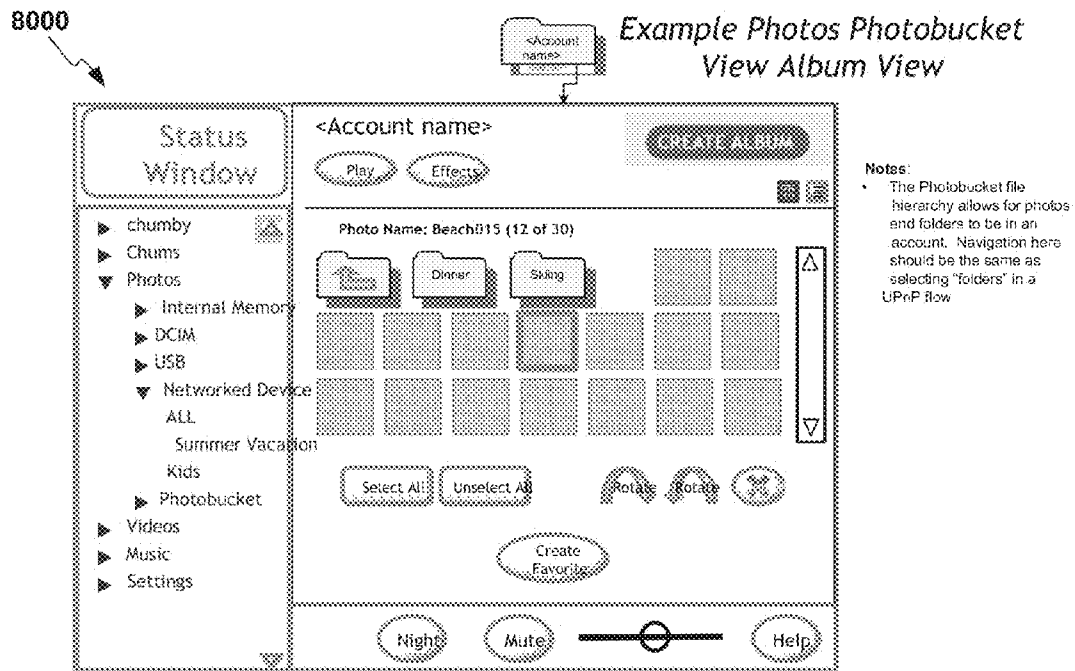 8000
<Account
name>
Example Photos Photobucket
View Album View
Status
Window
<Account name>
Play
Effects
CREATE ALBUM
Notes:
• The Photobucket file
hierarchy allows for photos
and folders to be in an
account. Navigation here
should be the same as
selecting "folders" in a
UPnP flow
chumby
Chums
Photos
Internal Memory
DCIM
USB
Networked Device
ALL
Summer Vacation
Kids
Photobucket
Videos
Music
Settings
Photo Name: Beach015 (12 of 30)
Dinner
Skiing
Select All
Unselect All
Rotate
Rotate
Create
Favorite
Night
Mute
Help